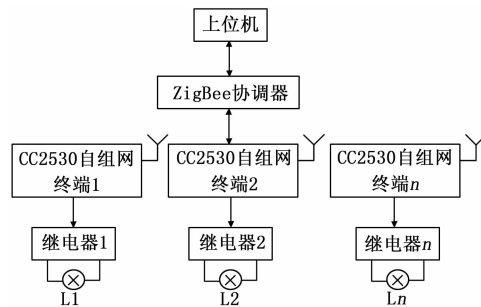 上位机
ZigBee协调器
CC2530自组网
终端1
CC2530自组网
终端2
CC2530自组网
终端n
继电器1
继电器2
继电器n
L1
L2
Ln